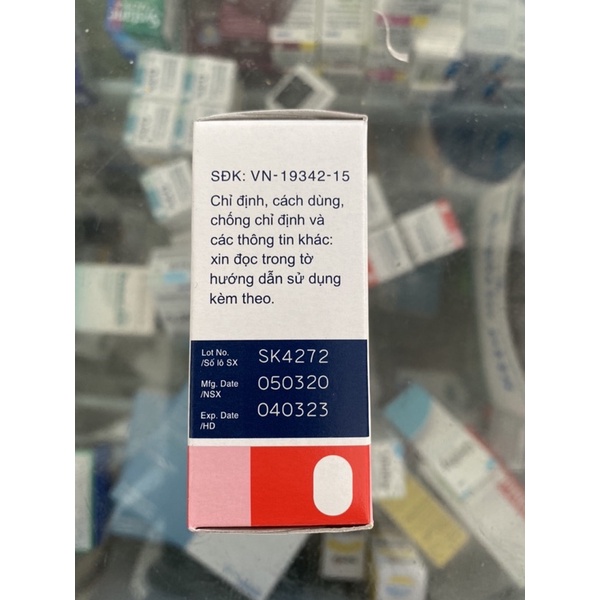 SĐK: VN-19342-15
Chỉ định, cách dùng,
chống chỉ định và
các thông tin khác:
xin đọc trong tờ
hướng dẫn sử dụng
kèm theo.
Lot No.
/Số lô SX
SK4272
Mfg. Date
/NSX
050320
Exp. Date
/HD
040323